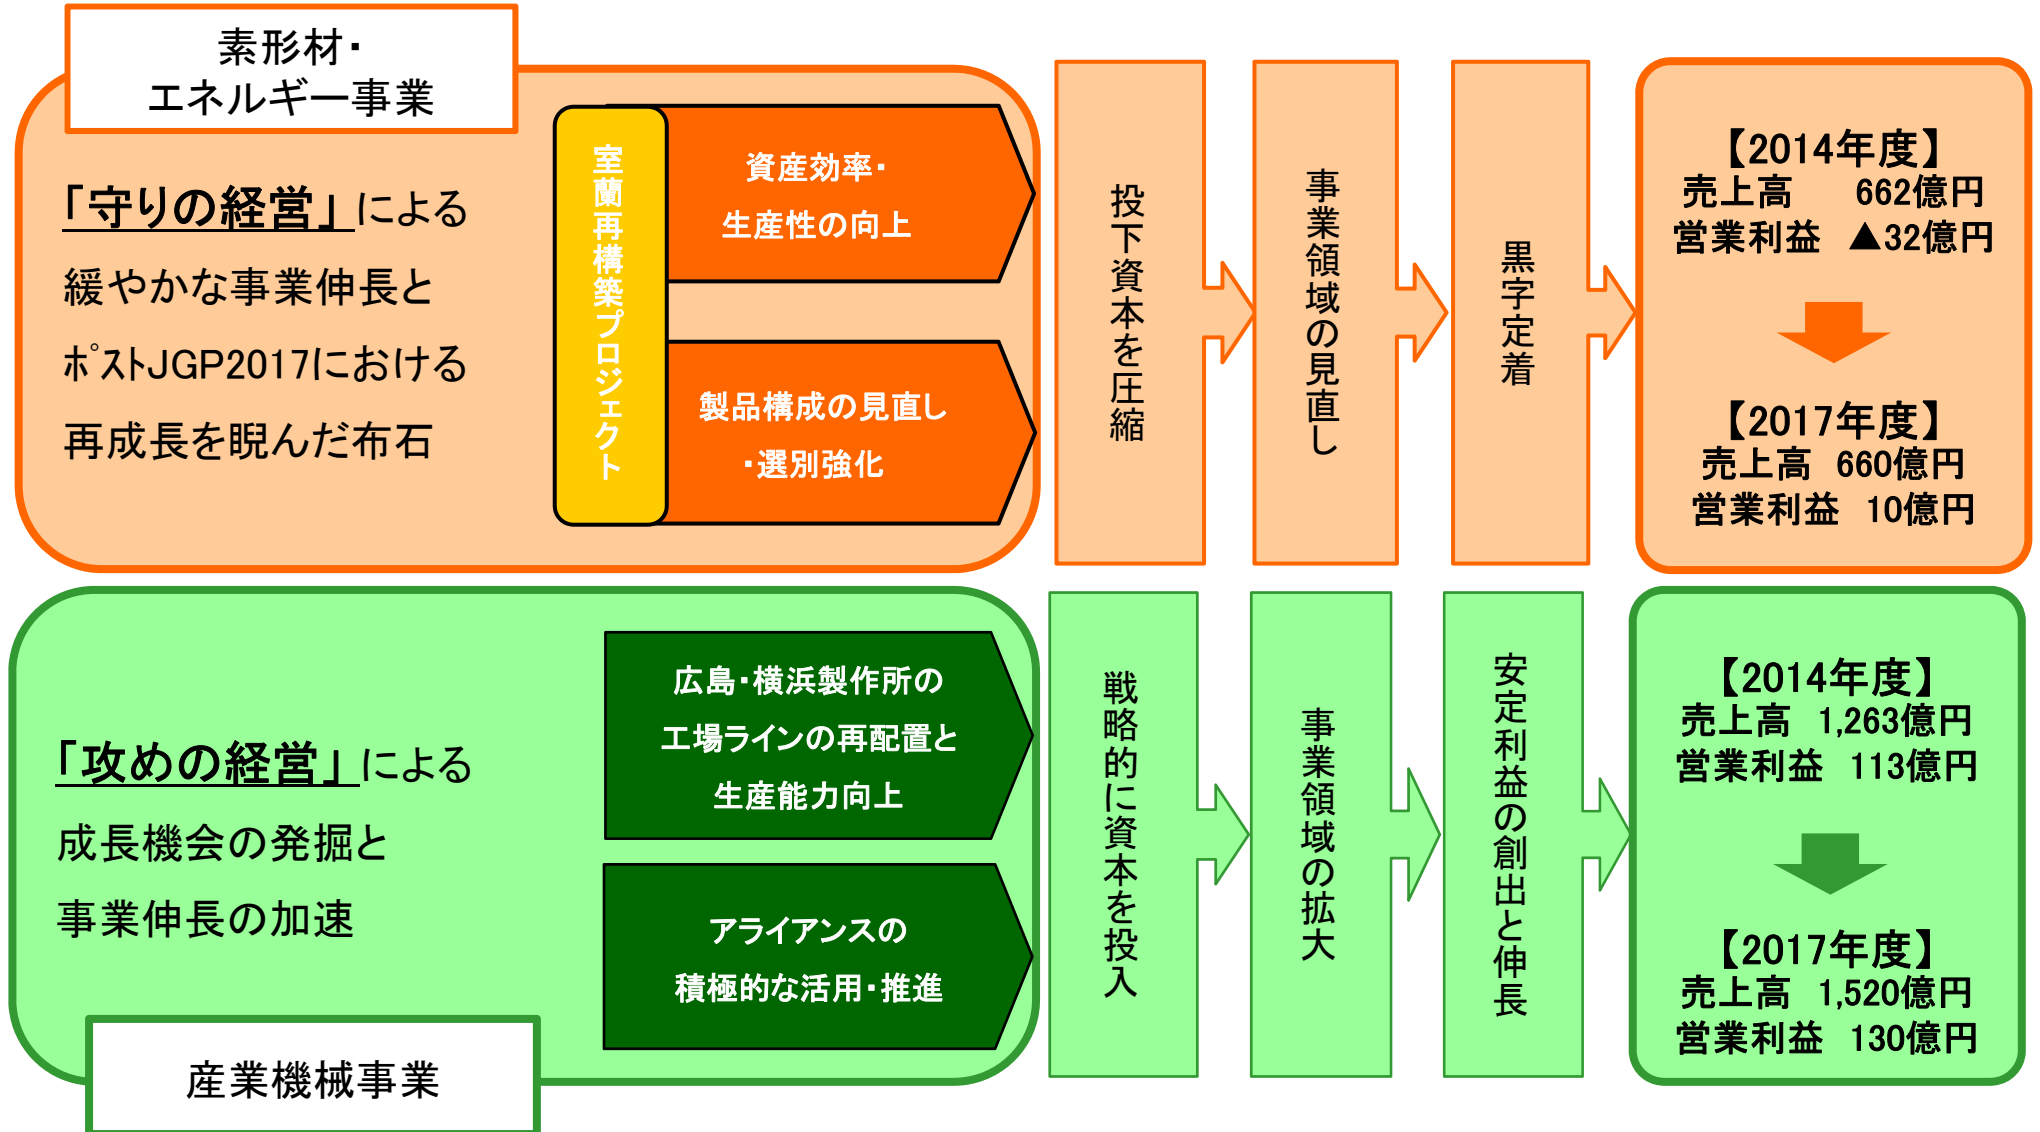 素形材・
エネルギー事業
「守りの経営」による
緩やかな事業伸長と
ﾎﾟｽﾄJGP2017における
再成長を睨んだ布石
室蘭再構築プロジェクト
資産効率・
生産性の向上
製品構成の見直し
・選別強化
投下資本を圧縮
事業領域の見直し
黒字定着
【2014年度】
売上高 662億円
営業利益 ▲32億円
【2017年度】
売上高 660億円
営業利益 10億円
「攻めの経営」による
成長機会の発掘と
事業伸長の加速
産業機械事業
広島・横浜製作所の
工場ラインの再配置と
生産能力向上
アライアンスの
積極的な活用・推進
戦略的に資本を投入
事業領域の拡大
安定利益の創出と伸長
【2014年度】
売上高 1,263億円
営業利益 113億円
【2017年度】
売上高 1,520億円
営業利益 130億円